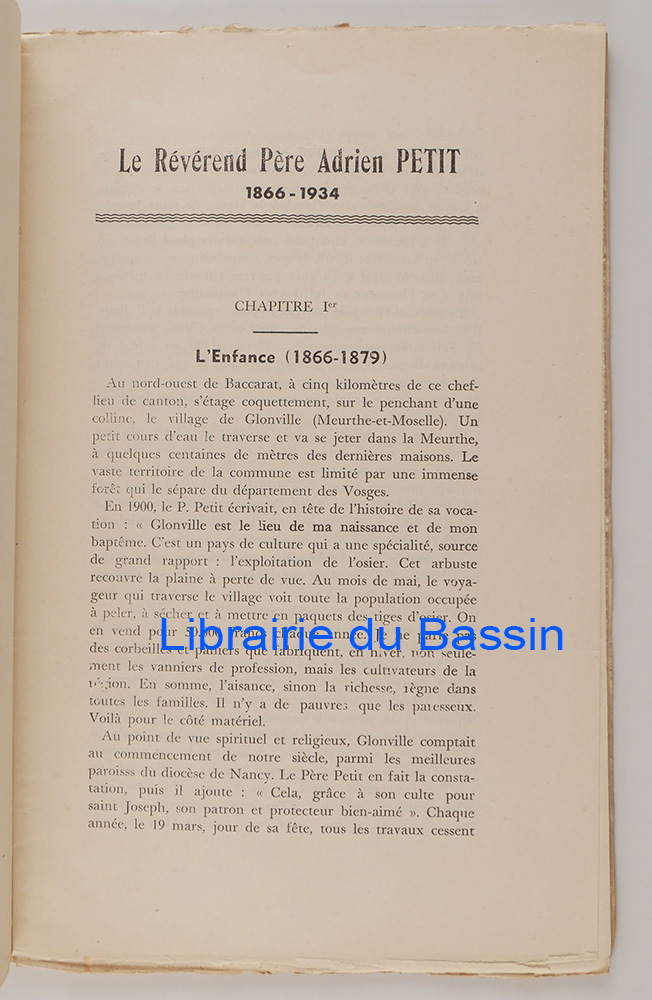 Le Révérend Père Adrien PETIT
1866-1934
CHAPITRE Ier
L'Enfance (1866-1879)
Au nord-ouest de Baccarat, à cinq kilomètres de ce chef-
lieu de canton, s'étage coquettement, sur le penchant d'une
colline, le village de Glonville (Meurthe-et-Moselle). Un
petit cours d'eau le traverse et va se jeter dans la Meurthe,
à quelques centaines de mètres des dernières maisons. Le
vaste territoire de la commune est limité par une immense
forêt qui le sépare du département des Vosges.
En 1900, le P. Petit écrivait, en tête de l'histoire de sa voca-
tion : « Glonville est le lieu de ma naissance et de mon
baptême. C'est un pays de culture qui a une spécialité, source
de grand rapport : l'exploitation de l'osier. Cet arbuste
recouvre la plaine à perte de vue. Au mois de mai, le voya-
geur qui traverse le village voit toute la population occupée
à peler, à sécher et à mettre en paquets des tiges d'osier. On
en vend pour francs chaque année. Je ne parle pas
Librairie du Bassin
des corbeilles et paniers que fabriquent, en hiver, non seule-
ment les vanniers de profession, mais les cultivateurs de la
région. En somme, l'aisance, sinon la richesse, règne dans
toutes les familles. Il n'y a de pauvres que les paresseux.
Voilà pour le côté matériel.
Au point de vue spirituel et religieux, Glonville comptait
au commencement de notre siècle, parmi les meilleures
paroisss du diocèse de Nancy. Le Père Petit en fait la consta-
tation, puis il ajoute : « Cela, grâce à son culte pour
saint Joseph, son patron et protecteur bien-aimé ». Chaque
année, le 19 mars, jour de sa fête, tous les travaux cessent